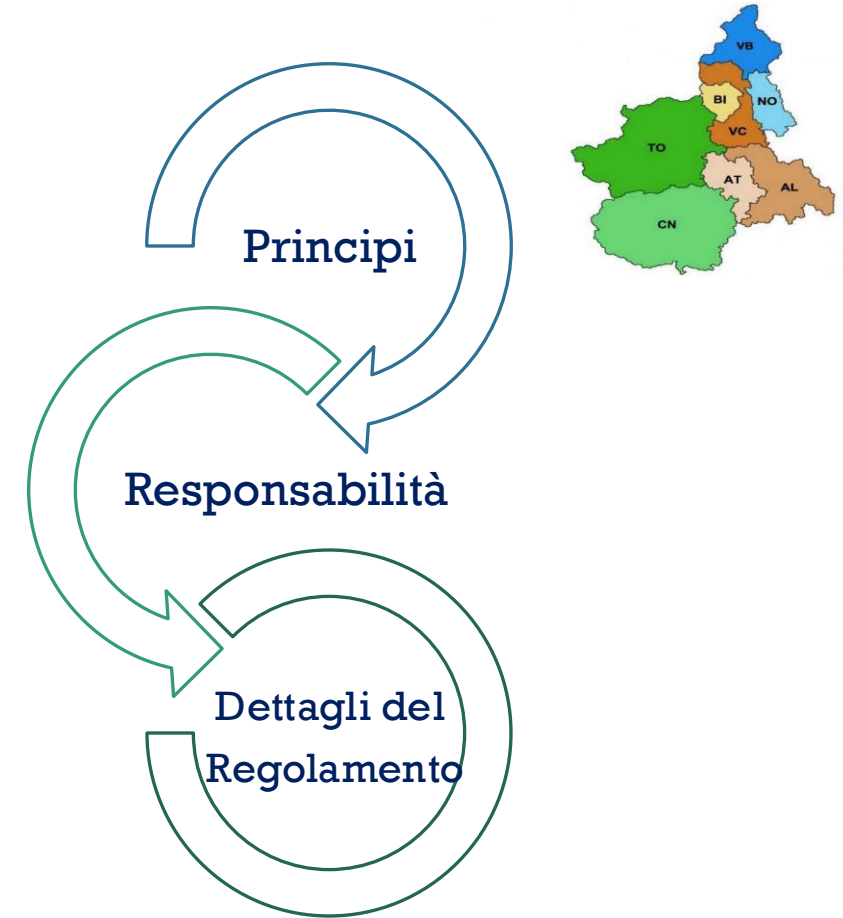 VB
BI
NO
VC
TO
AT
AL
CN
Principi
Responsabilità
Dettagli del
Regolamento